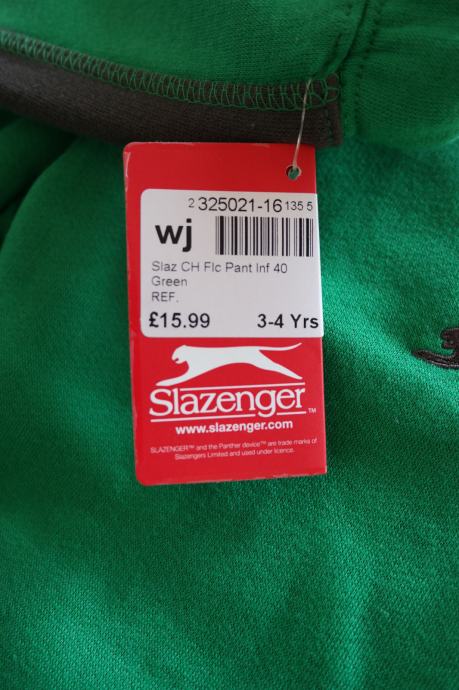 2 325021-16 135 5
wj
Slaz CH Flc Pant Inf 40
Green
REF.
£15.99 3-4 Yrs
Slazenger™
www.slazenger.com
SLAZENGER™ and the Panther device™ are trade marks of
Slazengers Limited and used under licence.